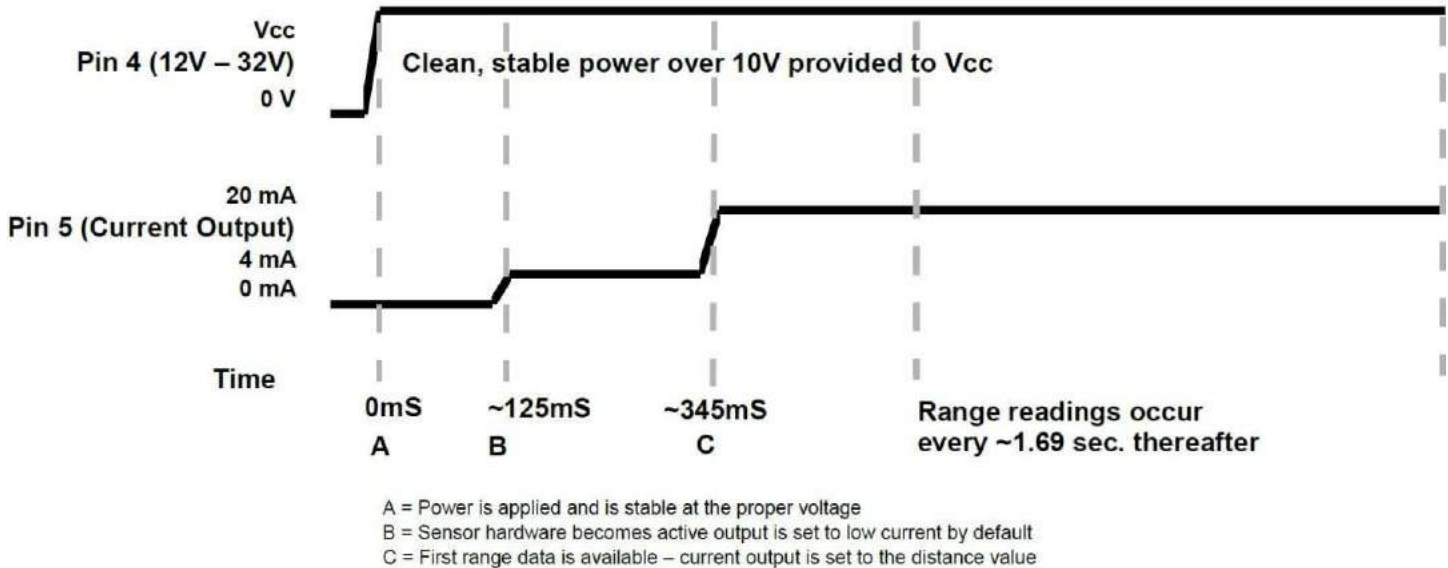 Vcc
Pin 4 (12V – 32V)
Clean, stable power over 10V provided to Vcc
0 V
20 mA
Pin 5 (Current Output)
4 mA
0 mA
Time
0mS ~125mS ~345mS Range readings occur
every ~1.69 sec. thereafter
A B C
A = Power is applied and is stable at the proper voltage
B = Sensor hardware becomes active output is set to low current by default
C = First range data is available – current output is set to the distance value